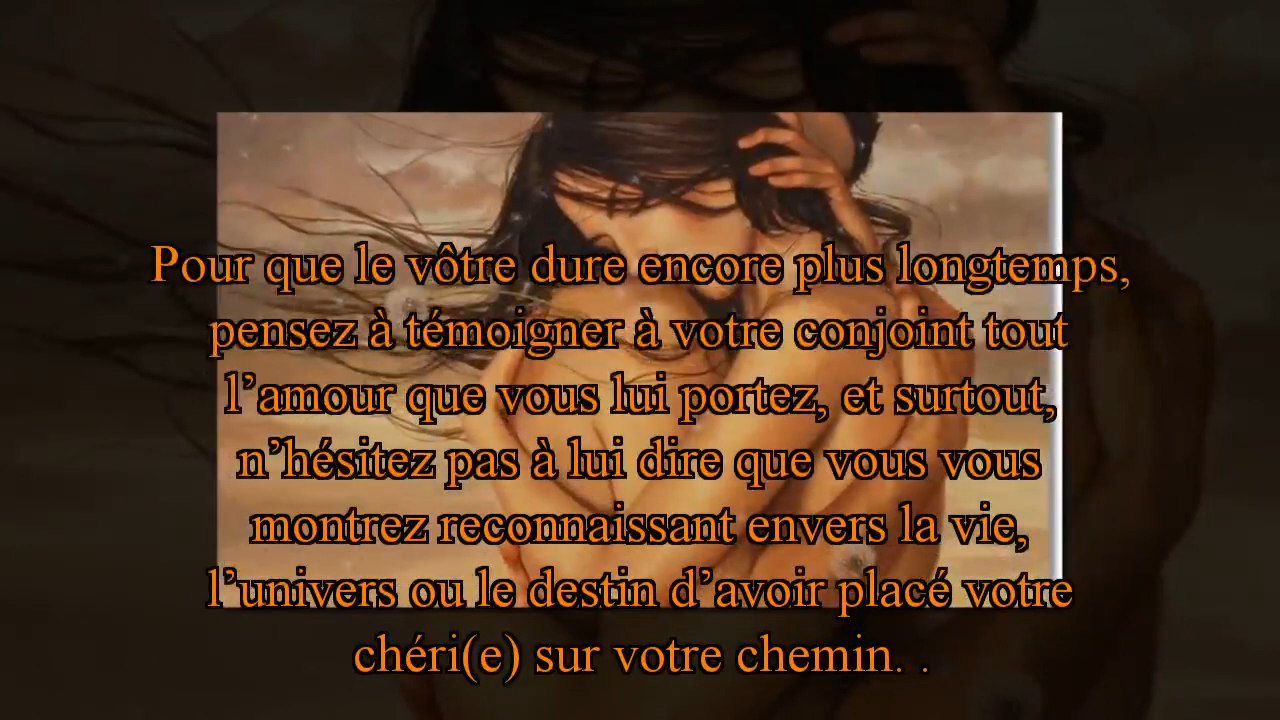 Pour que le vôtre dure encore plus longtemps,
pensez à témoigner à votre conjoint tout
l’amour que vous lui portez, et surtout,
n’hésitez pas à lui dire que vous vous
montrez reconnaissant envers la vie,
l’univers ou le destin d’avoir placé votre
chéri(e) sur votre chemin. .